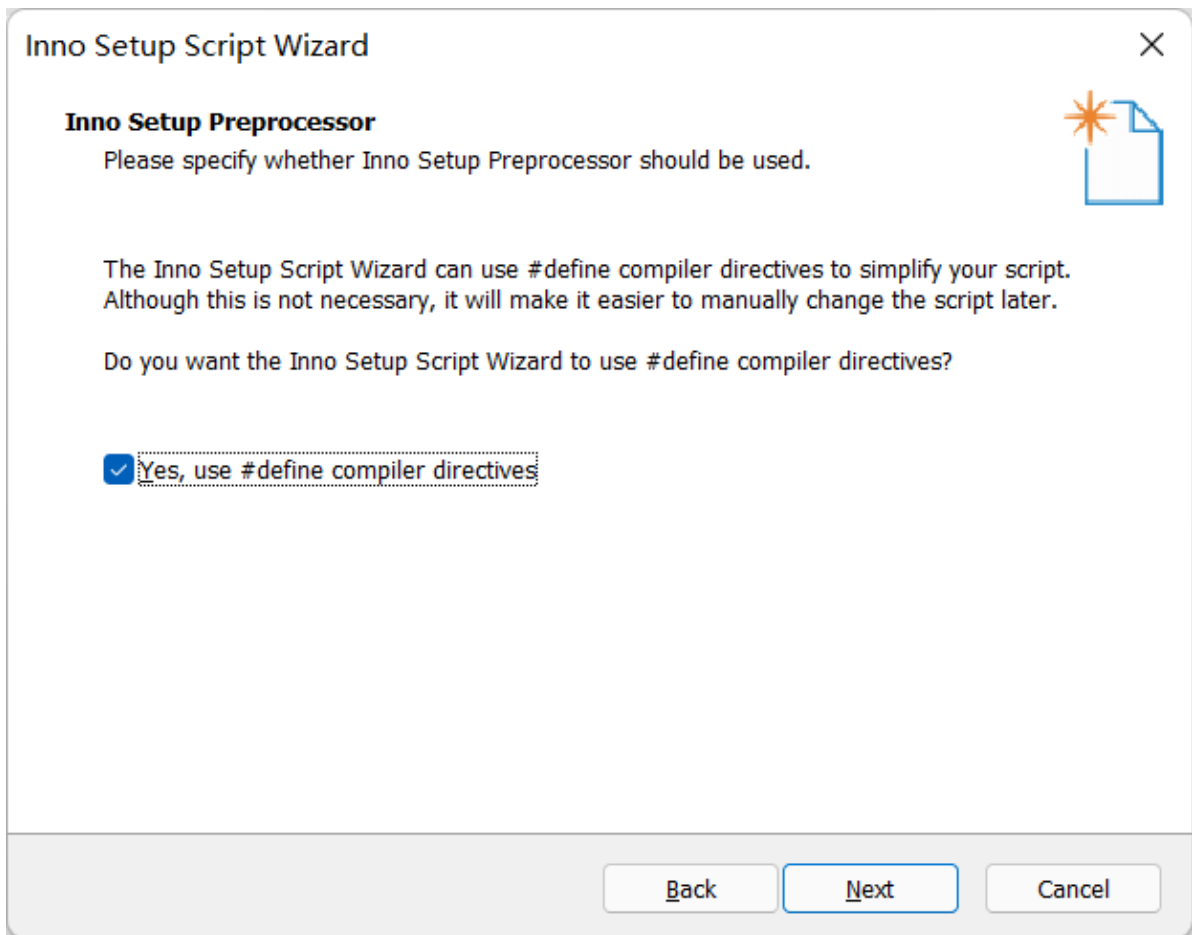 Inno Setup Script Wizard
Inno Setup Preprocessor
Please specify whether Inno Setup Preprocessor should be used.
The Inno Setup Script Wizard can use #define compiler directives to simplify your script.
Although this is not necessary, it will make it easier to manually change the script later.
Do you want the Inno Setup Script Wizard to use #define compiler directives?
Yes, use #define compiler directives
Back Next Cancel